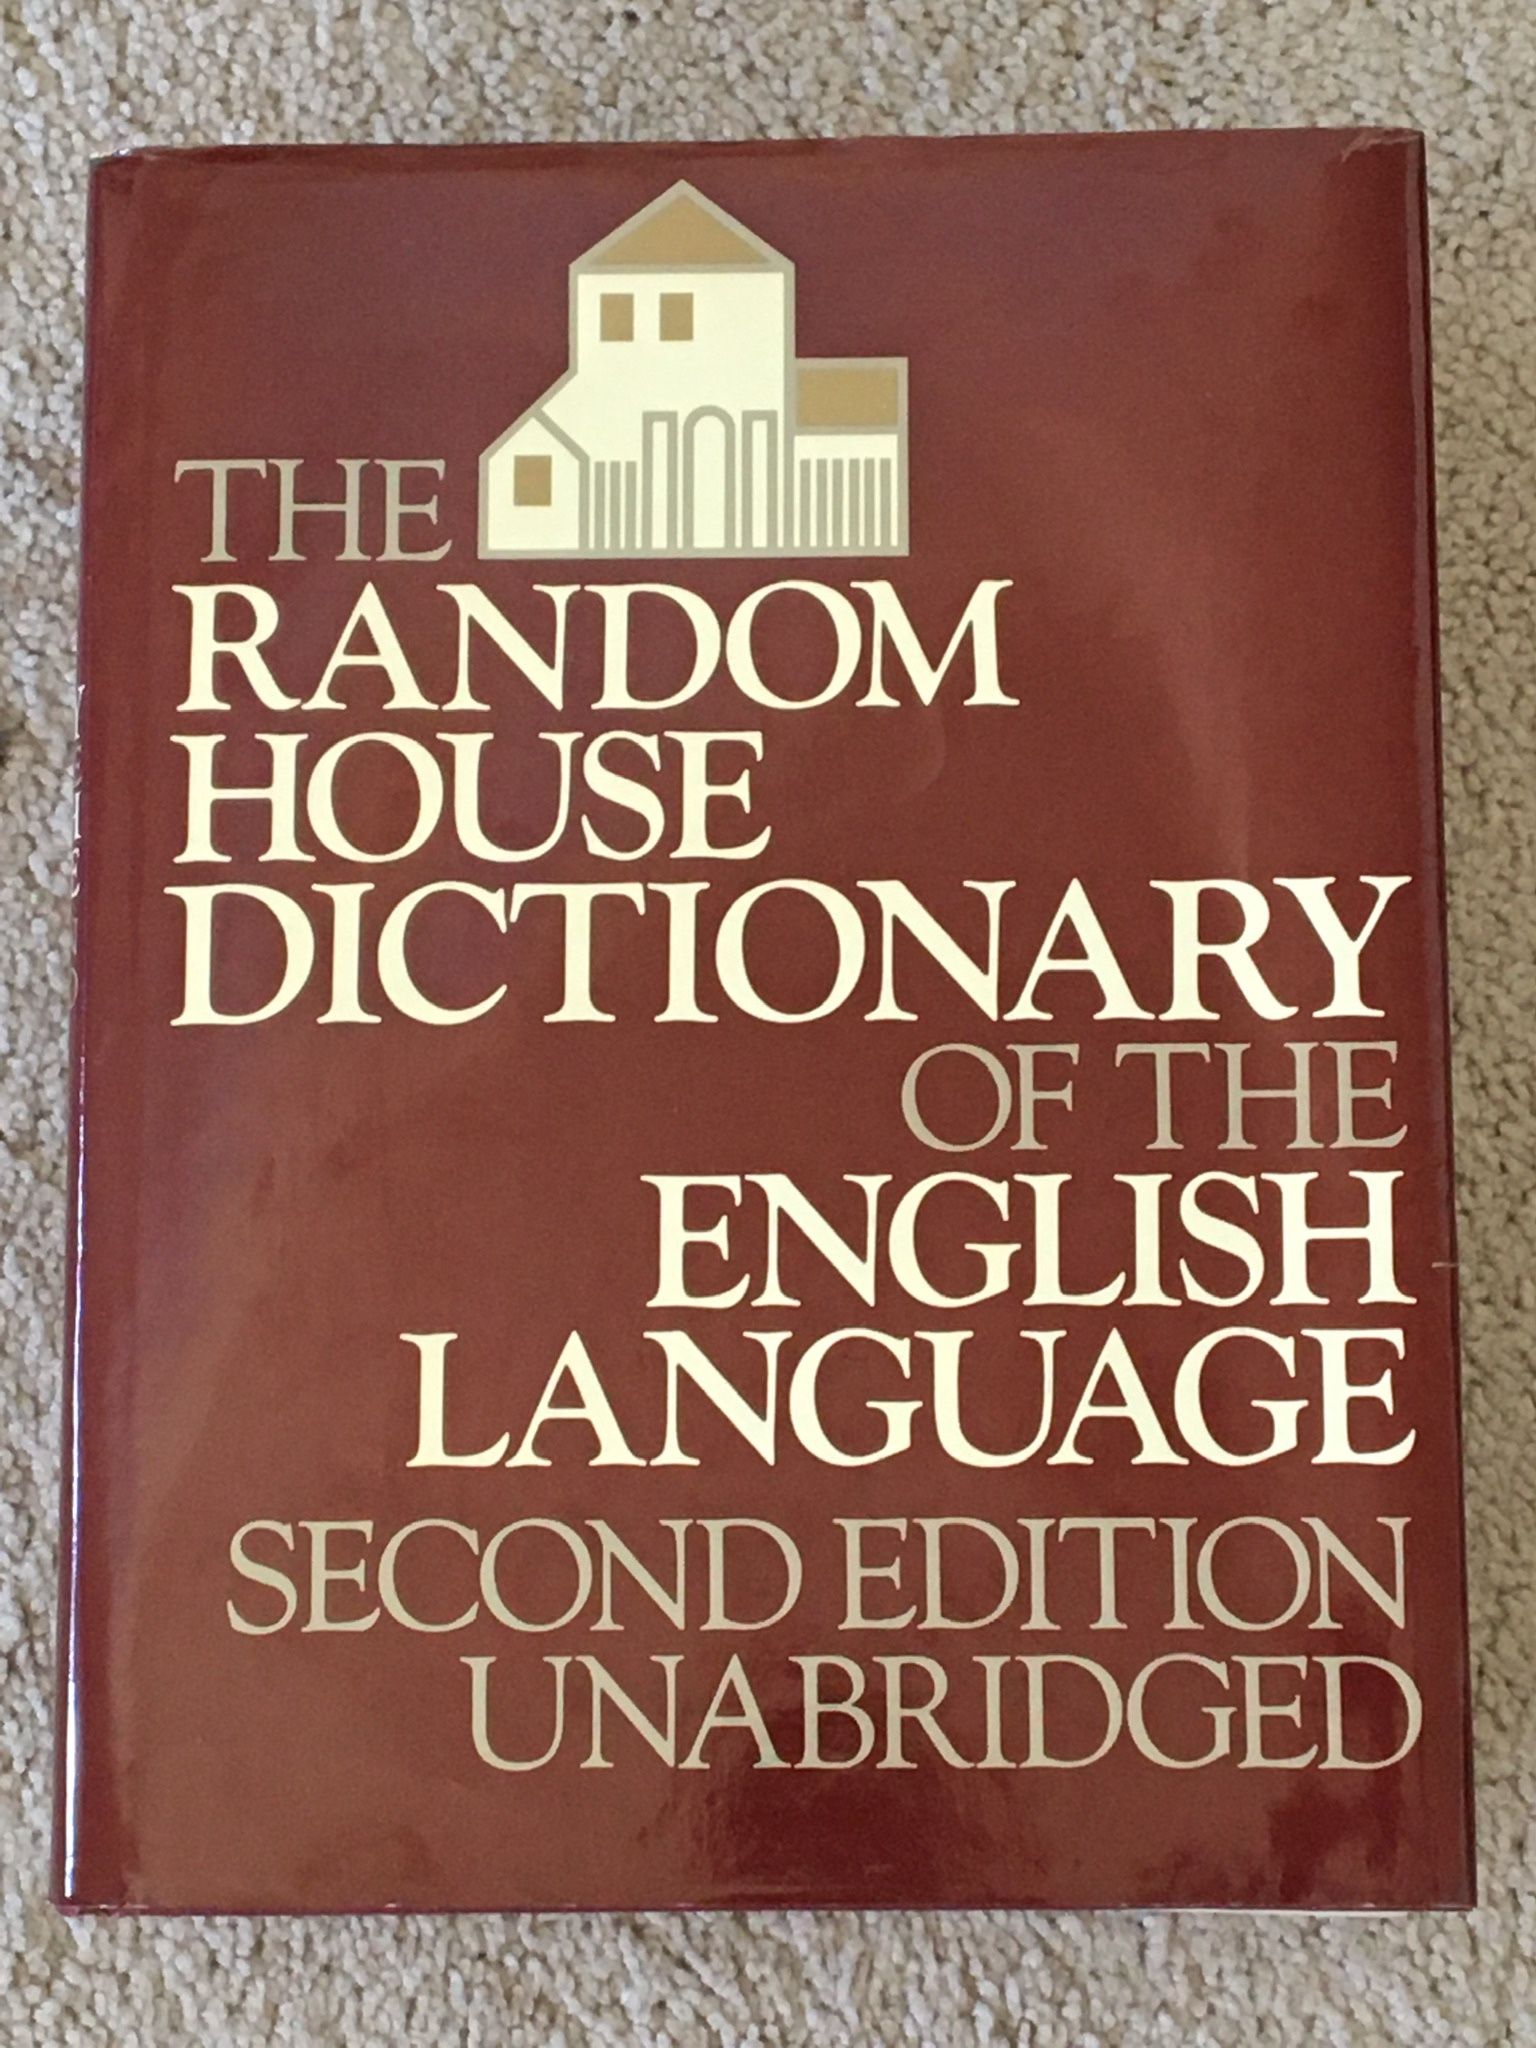 THE
RANDOM
HOUSE
DICTIONARY
OF THE
ENGLISH
LANGUAGE
SECOND EDITION
UNABRIDGED